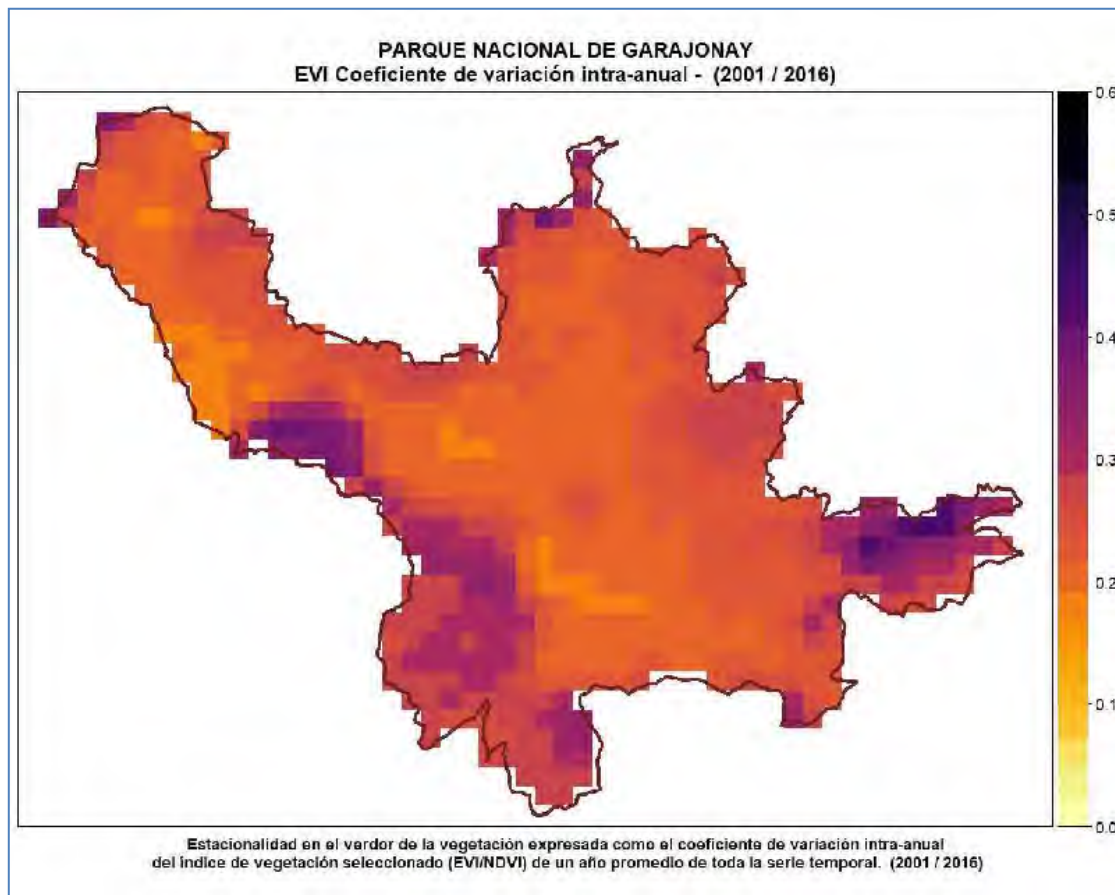 PARQUE NACIONAL DE GARAJONAY
EVI Coeficiente de variación intra-anual - (2001 / 2016)
0.6
0.5
0.4
0.3
0.2
0.1
0.0
Estacionalidad en el verdor de la vegetación expresada como el coeficiente de variación intra-anual
del índice de vegetación seleccionado (EVI/NDVI) de un año promedio de toda la serie temporal. (2001 / 2016)